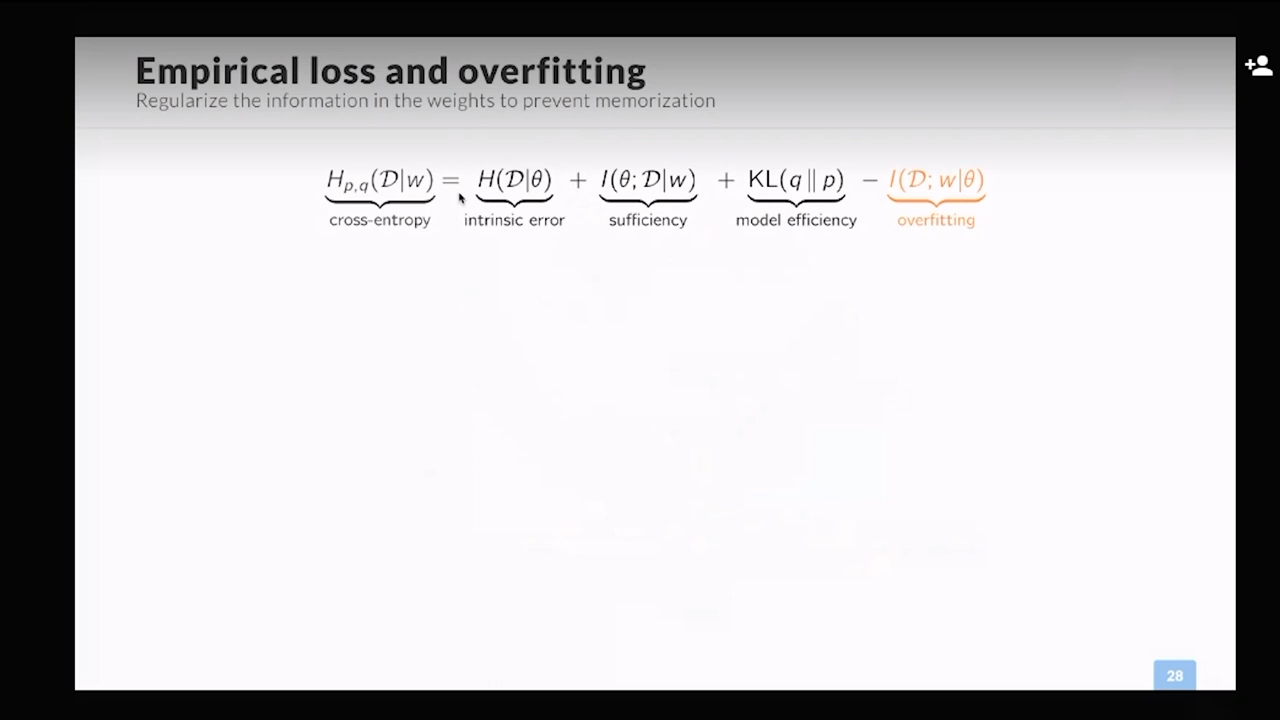 Empirical loss and overfitting
Regularize the information in the weights to prevent memorization
H_{p,q}(𝒟|w) = H(𝒟|θ) + I(θ; 𝒟|w) + KL(q ∥ p) − I(𝒟; w|θ)
cross-entropy intrinsic error sufficiency model efficiency overfitting
28